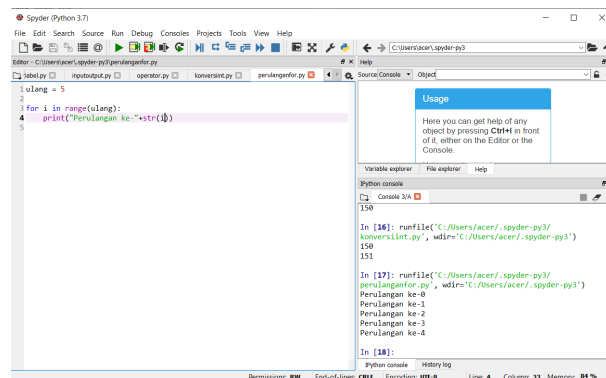 Spyder (Python 3.7)
File Edit Search Source Run Debug Consoles Projects Tools View Help
C:\Users\acer\.spyder-py3
Editor - C:\Users\acer\.spyder-py3\perulanganfor.py
Help
inputoutput.py operator.py konversiint.py perulanganfor.py
Source Console Object
1 ulang = 5
2
3 for i in range(ulang):
4 print("Perulangan ke-"+str(i))
5
Usage
Here you can get help of any
object by pressing Ctrl+I in front
of it, either on the Editor or the
Console.
Variable explorer File explorer Help
IPython console
Console 3/A
150
In [16]: runfile('C:/Users/acer/.spyder-py3/
konversiint.py', wdir='C:/Users/acer/.spyder-py3')
150
151
In [17]: runfile('C:/Users/acer/.spyder-py3/
perulanganfor.py', wdir='C:/Users/acer/.spyder-py3')
Perulangan ke-0
Perulangan ke-1
Perulangan ke-2
Perulangan ke-3
Perulangan ke-4
In [18]:
IPython console History log
Permissions: RW End-of-lines: CRLF Encoding: UTF-8 Line: 4 Column: 33 Memory: 84 %